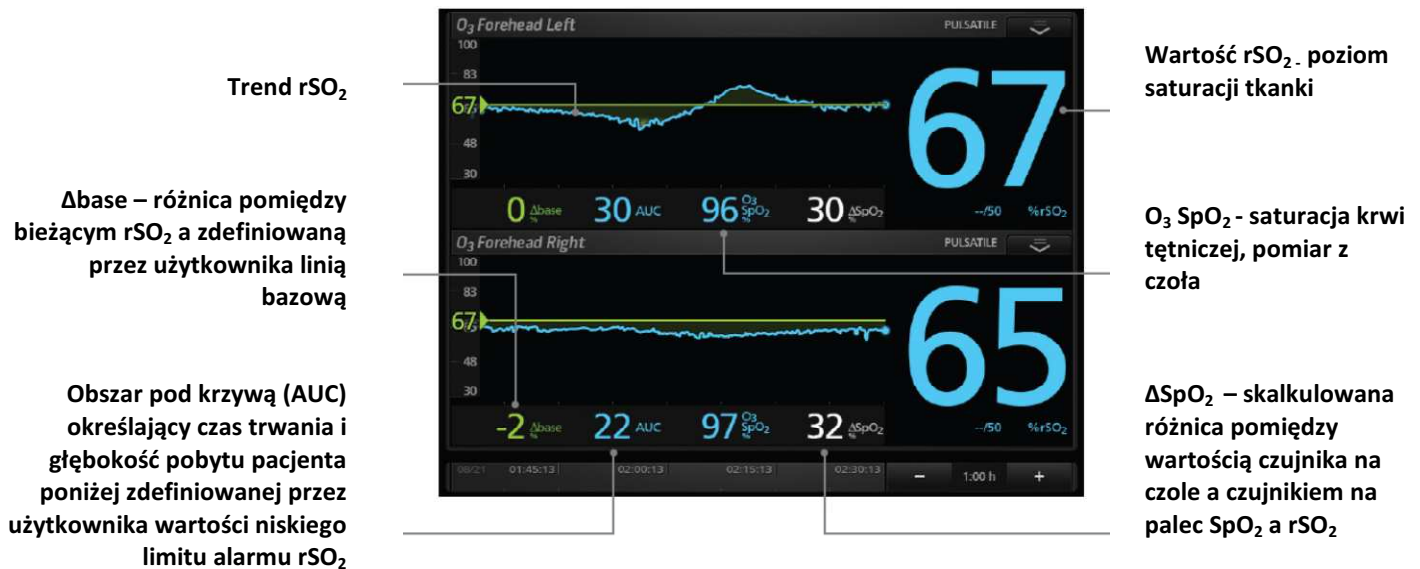 Trend rSO₂
Δbase – różnica pomiędzy
bieżącym rSO₂ a zdefiniowaną
przez użytkownika linią
bazową
Obszar pod krzywą (AUC)
określający czas trwania i
głębokość pobytu pacjenta
poniżej zdefiniowanej przez
użytkownika wartości niskiego
limitu alarmu rSO₂
O₃ Forehead Left
PULSATILE
100
83
67
48
30
67
0 Δbase %
30 AUC
96 O₃ SpO₂ %
30 ΔSpO₂
--/50 %rSO₂
O₃ Forehead Right
PULSATILE
100
83
67
48
30
65
-2 Δbase %
22 AUC
97 O₃ SpO₂ %
32 ΔSpO₂
--/50 %rSO₂
08/21 01:45:13 02:00:13 02:15:13 02:30:13 − 1:00 h +
Wartość rSO₂ - poziom
saturacji tkanki
O₃ SpO₂ - saturacja krwi
tętniczej, pomiar z
czoła
ΔSpO₂ – skalkulowana
różnica pomiędzy
wartością czujnika na
czole a czujnikiem na
palec SpO₂ a rSO₂